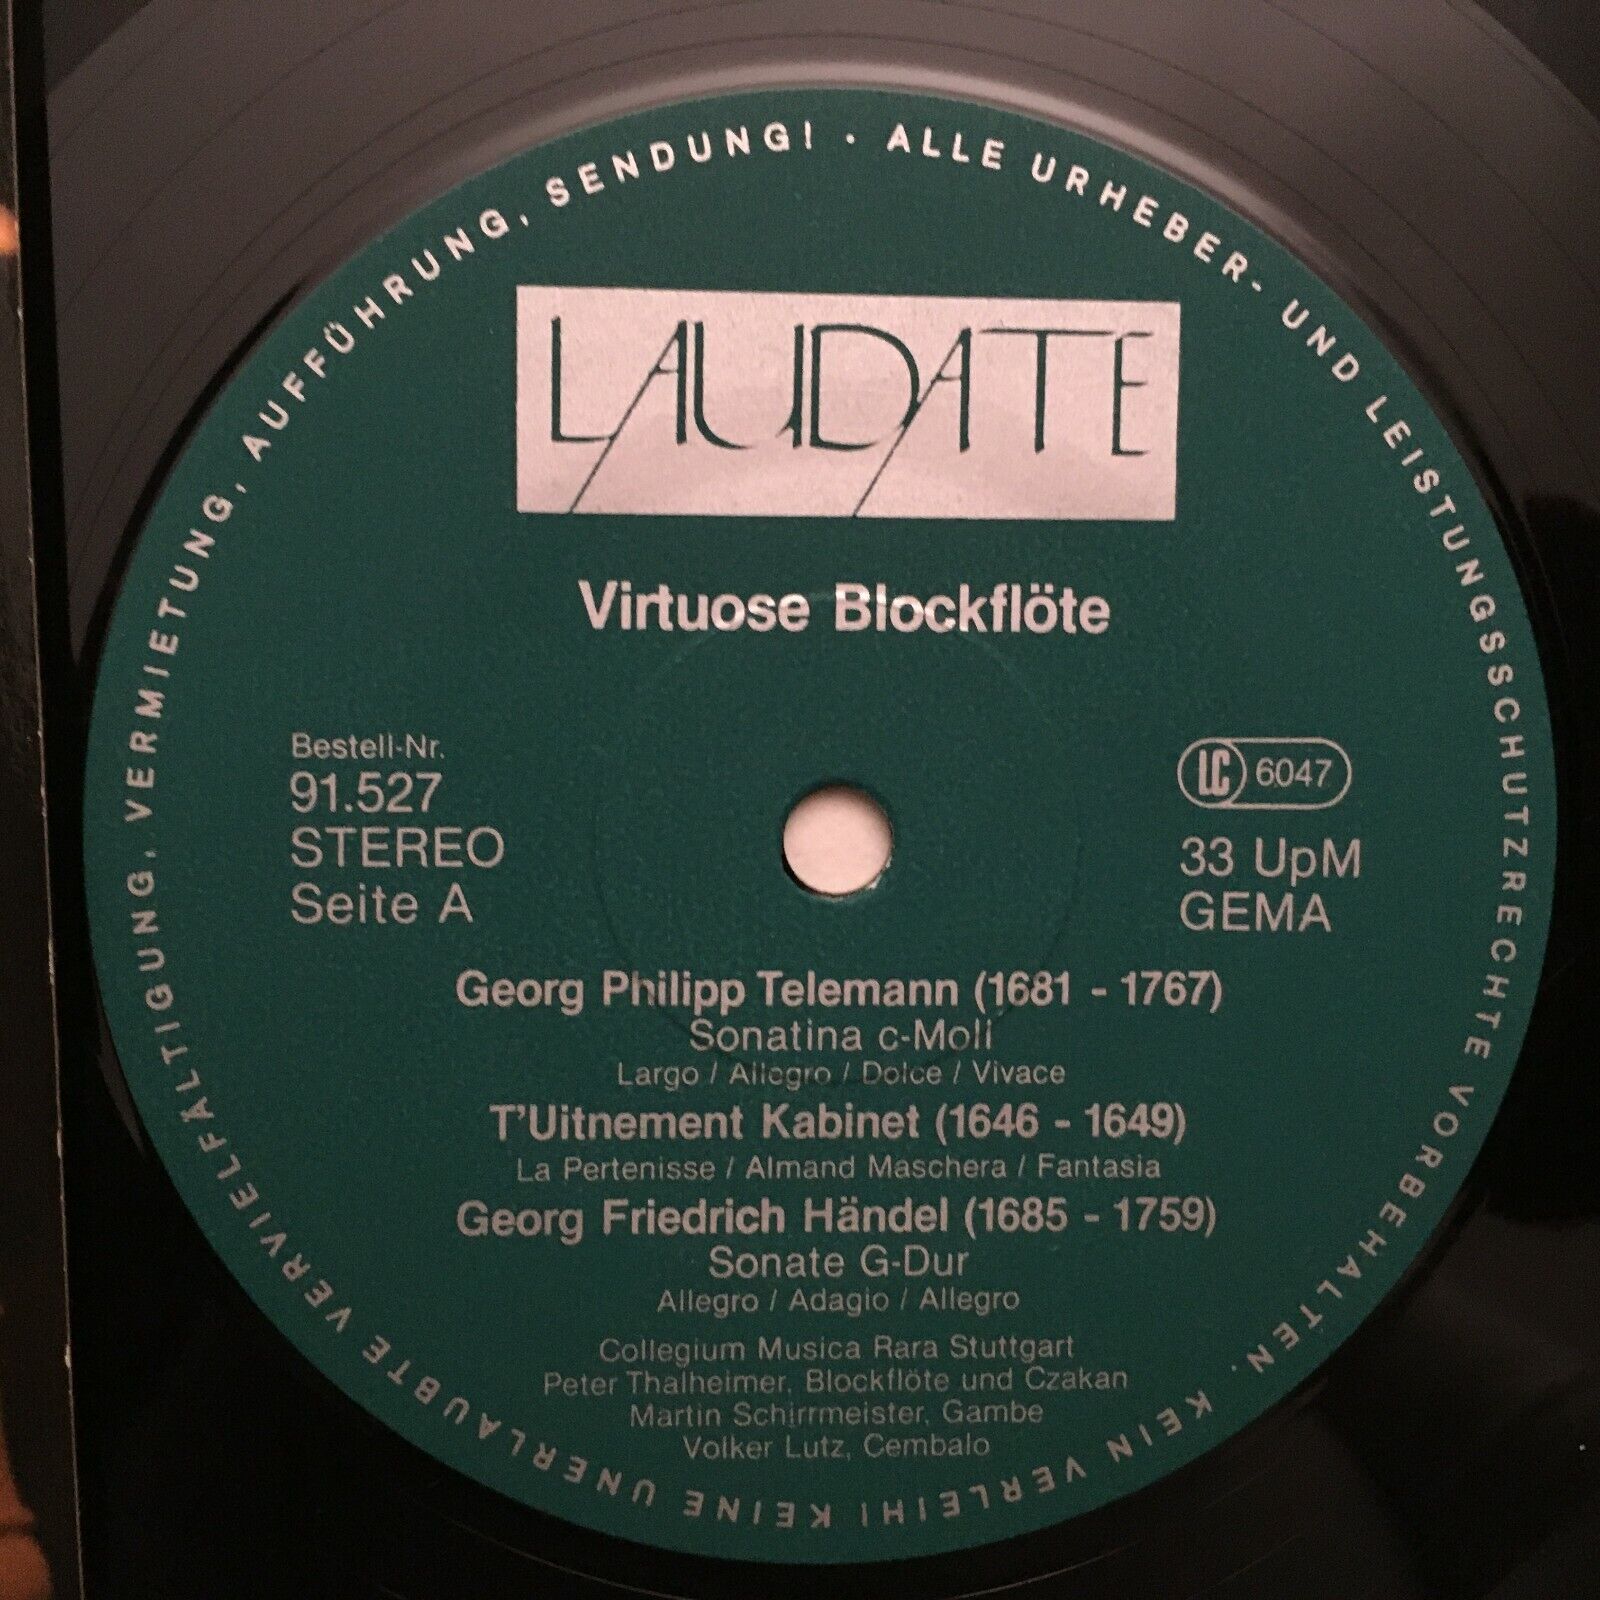 ALLE URHEBER- UND LEISTUNGSSCHUTZRECHTE VORBEHALTEN. KEIN VERLEIH! KEINE UNERLAUBTE VERVIELFÄLTIGUNG, VERMIETUNG, AUFFÜHRUNG, SENDUNG! ·
LAUDATE
Virtuose Blockflöte
Bestell-Nr.
91.527
STEREO
Seite A
LC 6047
33 UpM
GEMA
Georg Philipp Telemann (1681 - 1767)
Sonatina c-Moll
Largo / Allegro / Dolce / Vivace
T'Uitnement Kabinet (1646 - 1649)
La Pertenisse / Almand Maschera / Fantasia
Georg Friedrich Händel (1685 - 1759)
Sonate G-Dur
Allegro / Adagio / Allegro
Collegium Musica Rara Stuttgart
Peter Thalheimer, Blockflöte und Czakan
Martin Schirrmeister, Gambe
Volker Lutz, Cembalo